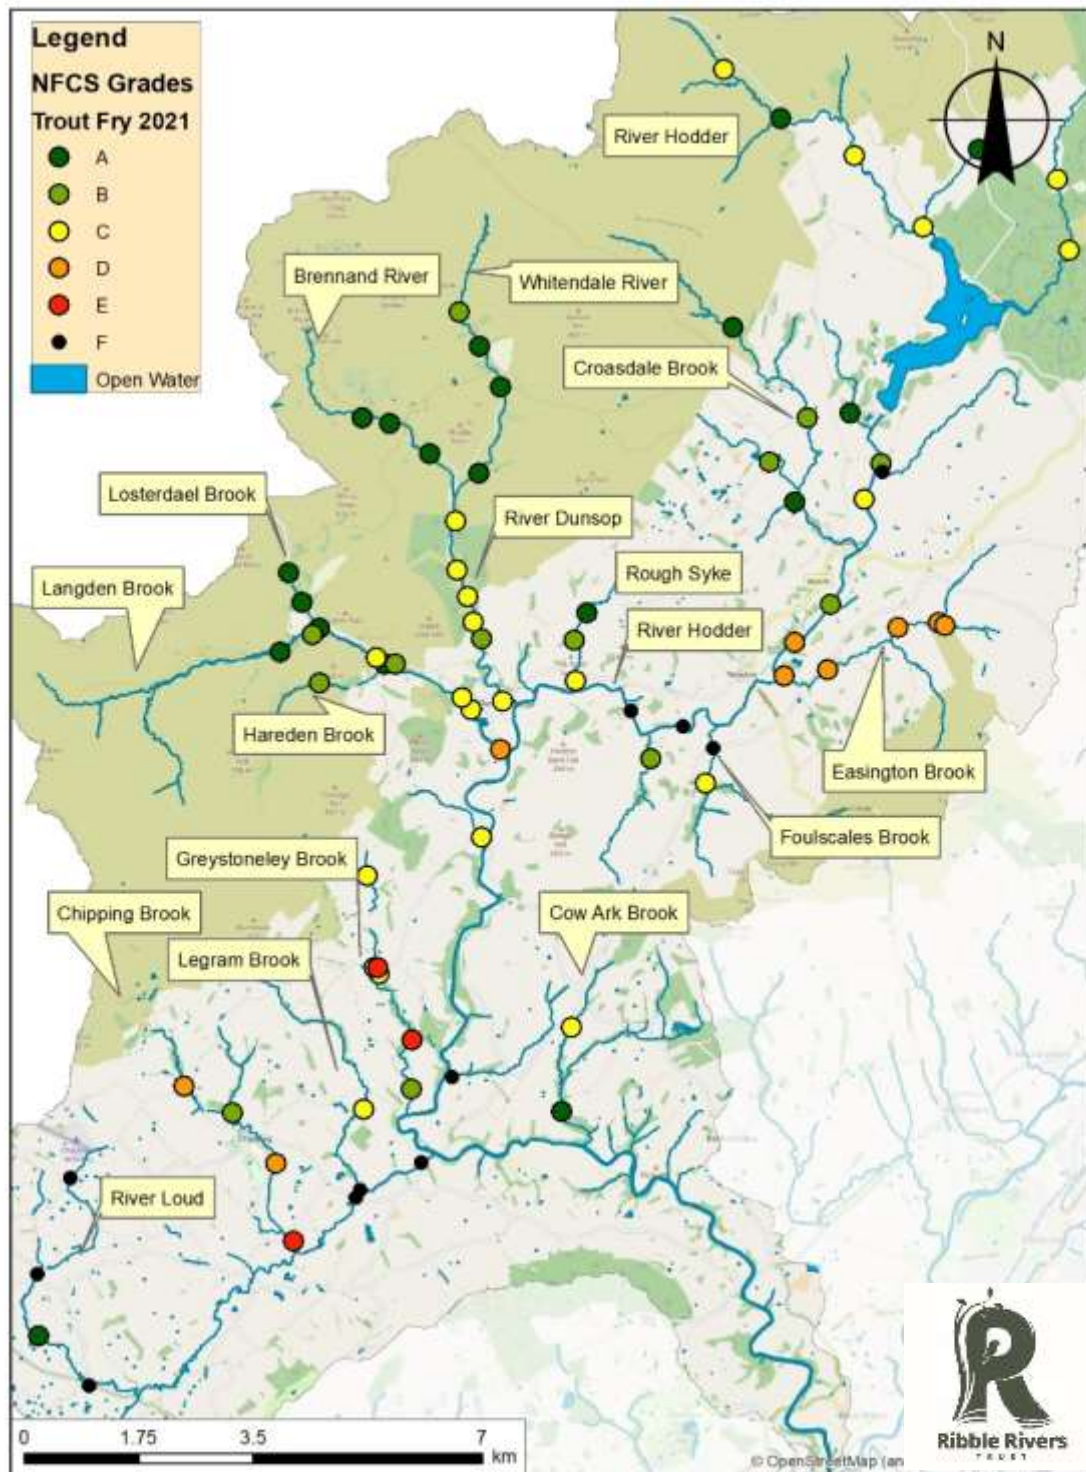 Legend
NFCS Grades
Trout Fry 2021
A
B
C
D
E
F
Open Water
N
River Hodder
Brennand River
Whitendale River
Croasdale Brook
Losterdael Brook
River Dunsop
Langden Brook
Rough Syke
River Hodder
Hareden Brook
Easington Brook
Foulscales Brook
Greystoneley Brook
Chipping Brook
Cow Ark Brook
Legram Brook
River Loud
0 1.75 3.5 7
km
© OpenStreetMap (an
R
Ribble Rivers
TRUST